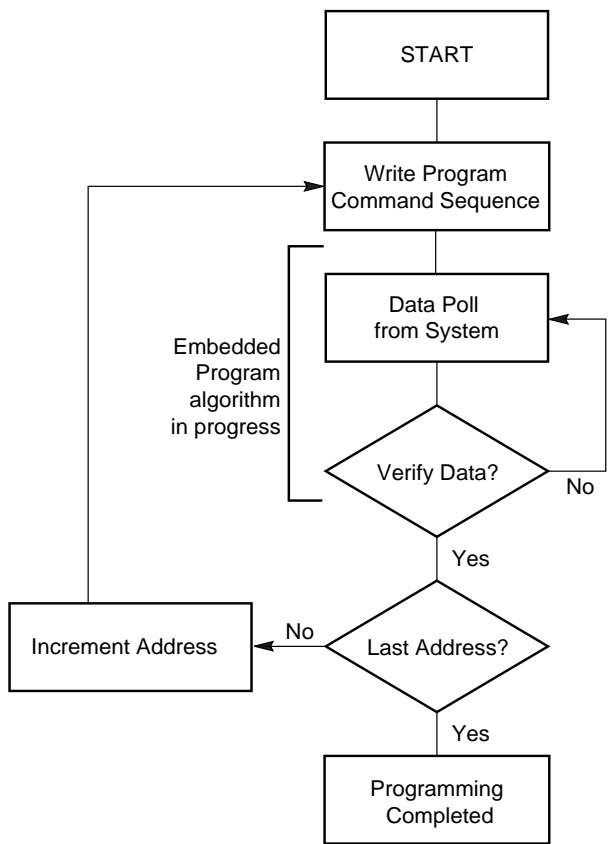 START
Write Program
Command Sequence
Data Poll
from System
Embedded
Program
algorithm
in progress
Verify Data?
No
Yes
Increment Address
No
Last Address?
Yes
Programming
Completed